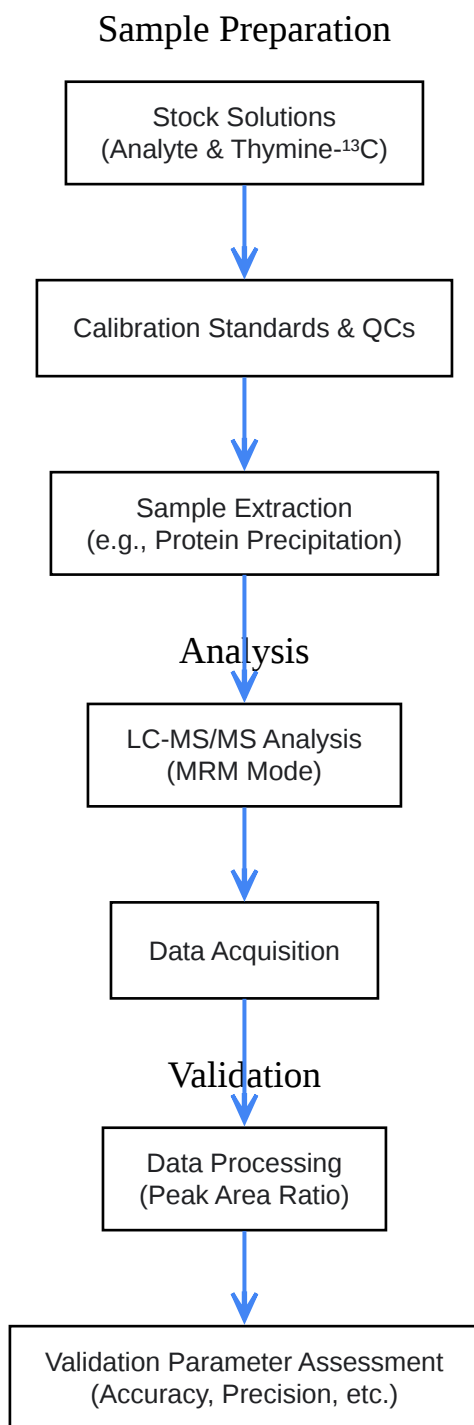 Sample Preparation
Stock Solutions
(Analyte & Thymine-¹³C)
Calibration Standards & QCs
Sample Extraction
(e.g., Protein Precipitation)
Analysis
LC-MS/MS Analysis
(MRM Mode)
Data Acquisition
Validation
Data Processing
(Peak Area Ratio)
Validation Parameter Assessment
(Accuracy, Precision, etc.)